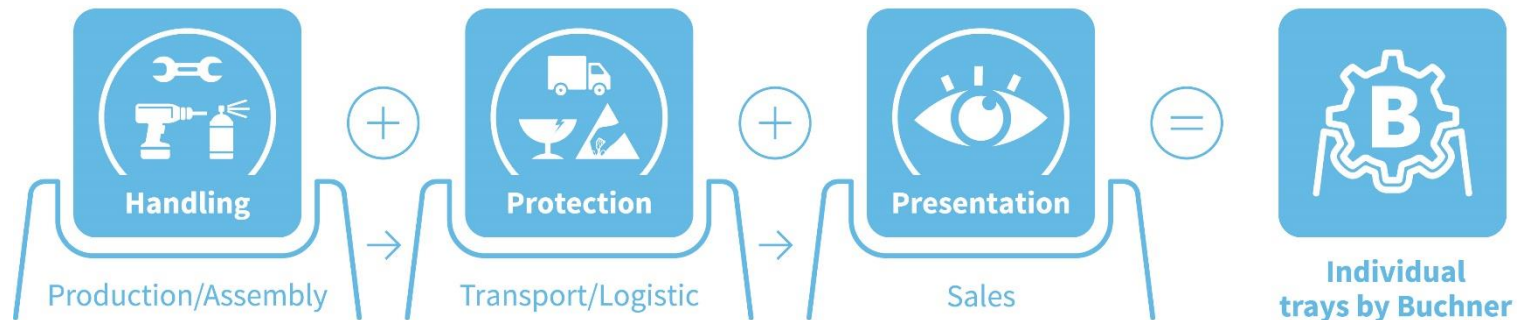 Handling
Production/Assembly
+
→
Protection
Transport/Logistic
+
→
Presentation
Sales
=
B
Individual
trays by Buchner